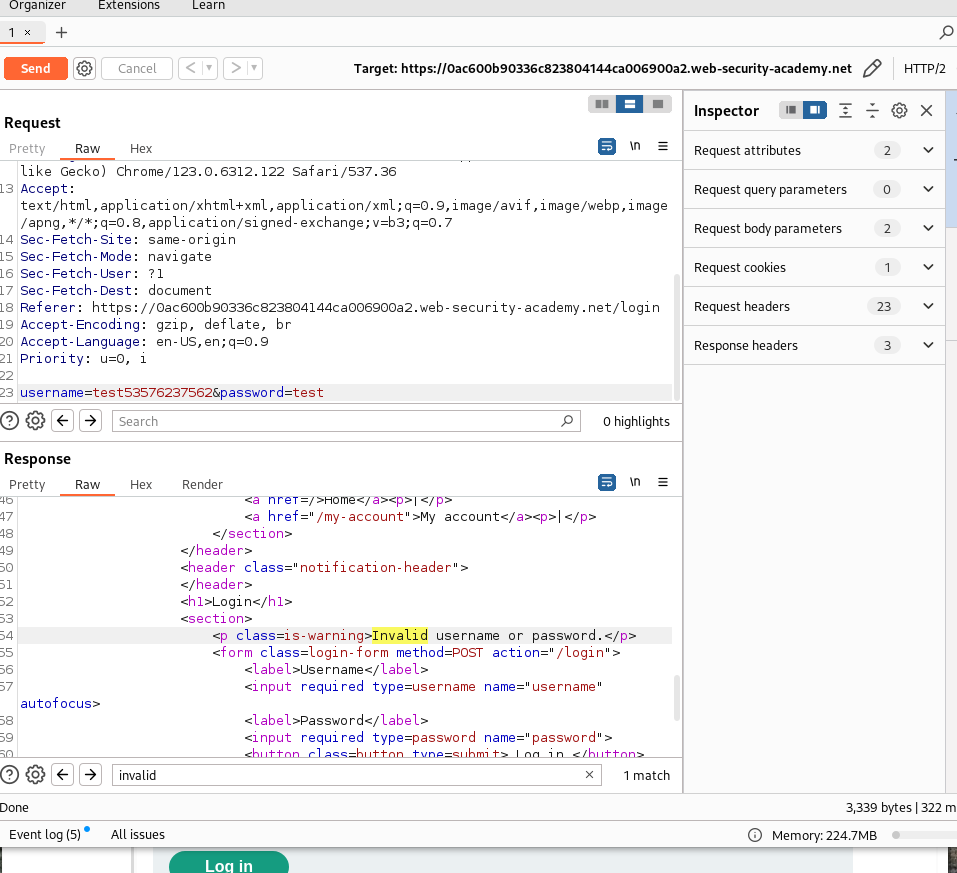 Organizer Extensions Learn
1 × +
Send Cancel < ▾ > ▾ Target: https://0ac600b90336c823804144ca006900a2.web-security-academy.net HTTP/2
Request
Pretty Raw Hex \n
like Gecko) Chrome/123.0.6312.122 Safari/537.36
13 Accept:
text/html,application/xhtml+xml,application/xml;q=0.9,image/avif,image/webp,image
/apng,*/*;q=0.8,application/signed-exchange;v=b3;q=0.7
14 Sec-Fetch-Site: same-origin
15 Sec-Fetch-Mode: navigate
16 Sec-Fetch-User: ?1
17 Sec-Fetch-Dest: document
18 Referer: https://0ac600b90336c823804144ca006900a2.web-security-academy.net/login
19 Accept-Encoding: gzip, deflate, br
20 Accept-Language: en-US,en;q=0.9
21 Priority: u=0, i
22
23 username=test53576237562&password=test
Search 0 highlights
Response
Pretty Raw Hex Render \n
46 <a href=/>Home</a><p>|</p>
47 <a href="/my-account">My account</a><p>|</p>
48 </section>
49 </header>
50 <header class="notification-header">
51 </header>
52 <h1>Login</h1>
53 <section>
54 <p class=is-warning>Invalid username or password.</p>
55 <form class=login-form method=POST action="/login">
56 <label>Username</label>
57 <input required type=username name="username"
autofocus>
58 <label>Password</label>
59 <input required type=password name="password">
60 <button class=button type=submit> Log in </button>
invalid × 1 match
Inspector
Request attributes 2
Request query parameters 0
Request body parameters 2
Request cookies 1
Request headers 23
Response headers 3
Done 3,339 bytes | 322 m
Event log (5) All issues Memory: 224.7MB
Log in